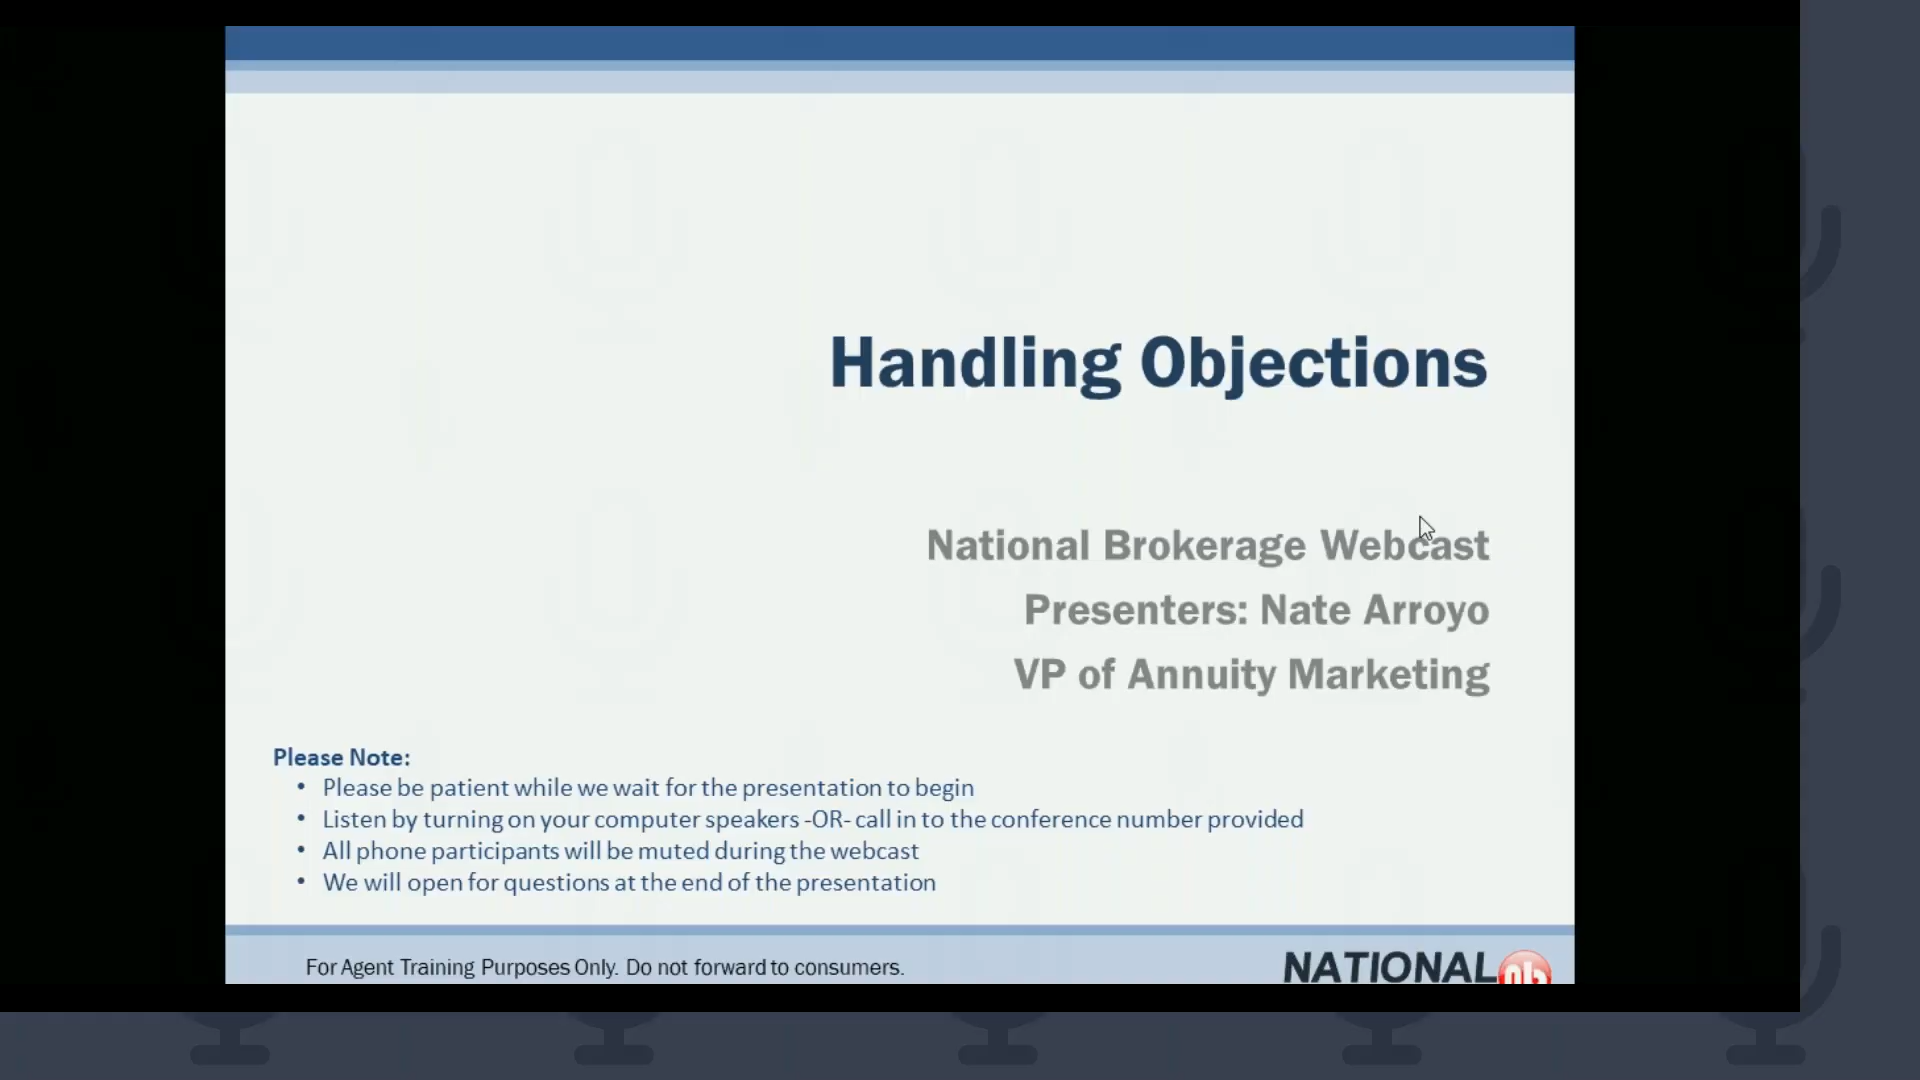 Handling Objections
National Brokerage Webcast
Presenters: Nate Arroyo
VP of Annuity Marketing
Please Note:
• Please be patient while we wait for the presentation to begin
• Listen by turning on your computer speakers -OR- call in to the conference number provided
• All phone participants will be muted during the webcast
• We will open for questions at the end of the presentation
For Agent Training Purposes Only. Do not forward to consumers.
NATIONAL nb